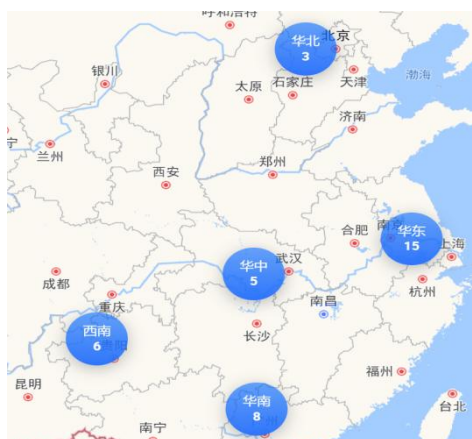 呼和浩特
华北
3
北京
银川
渤海
天津
太原
石家庄
济南
兰州
西安
郑州
华东
15
合肥
上海
华中
5
武汉
成都
杭州
重庆
南昌
西南
6
长沙
福州
昆明
华南
8
台北
南宁